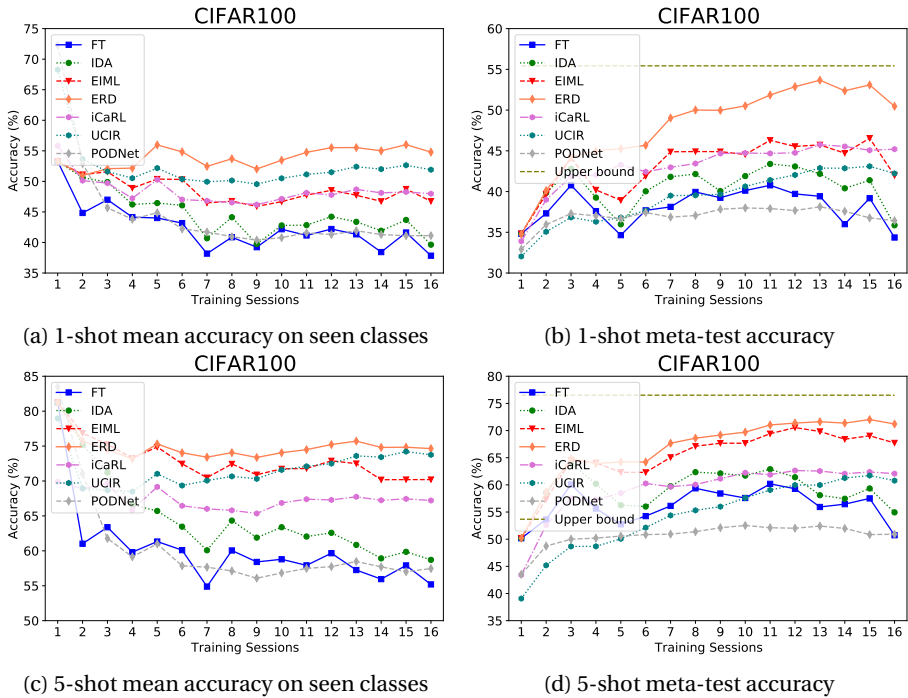 CIFAR100
CIFAR100
75
70
65
60
55
50
45
40
35
Accuracy (%)
FT
IDA
EIML
ERD
iCaRL
UCIR
PODNet
1 2 3 4 5 6 7 8 9 10 11 12 13 14 15 16
Training Sessions
60
55
50
45
40
35
30
Accuracy (%)
FT
IDA
EIML
ERD
iCaRL
UCIR
PODNet
Upper bound
1 2 3 4 5 6 7 8 9 10 11 12 13 14 15 16
Training Sessions
(a) 1-shot mean accuracy on seen classes
(b) 1-shot meta-test accuracy
CIFAR100
CIFAR100
85
80
75
70
65
60
55
50
Accuracy (%)
FT
IDA
EIML
ERD
iCaRL
UCIR
PODNet
1 2 3 4 5 6 7 8 9 10 11 12 13 14 15 16
Training Sessions
80
75
70
65
60
55
50
45
40
35
Accuracy (%)
FT
IDA
EIML
ERD
iCaRL
UCIR
PODNet
Upper bound
1 2 3 4 5 6 7 8 9 10 11 12 13 14 15 16
Training Sessions
(c) 5-shot mean accuracy on seen classes
(d) 5-shot meta-test accuracy